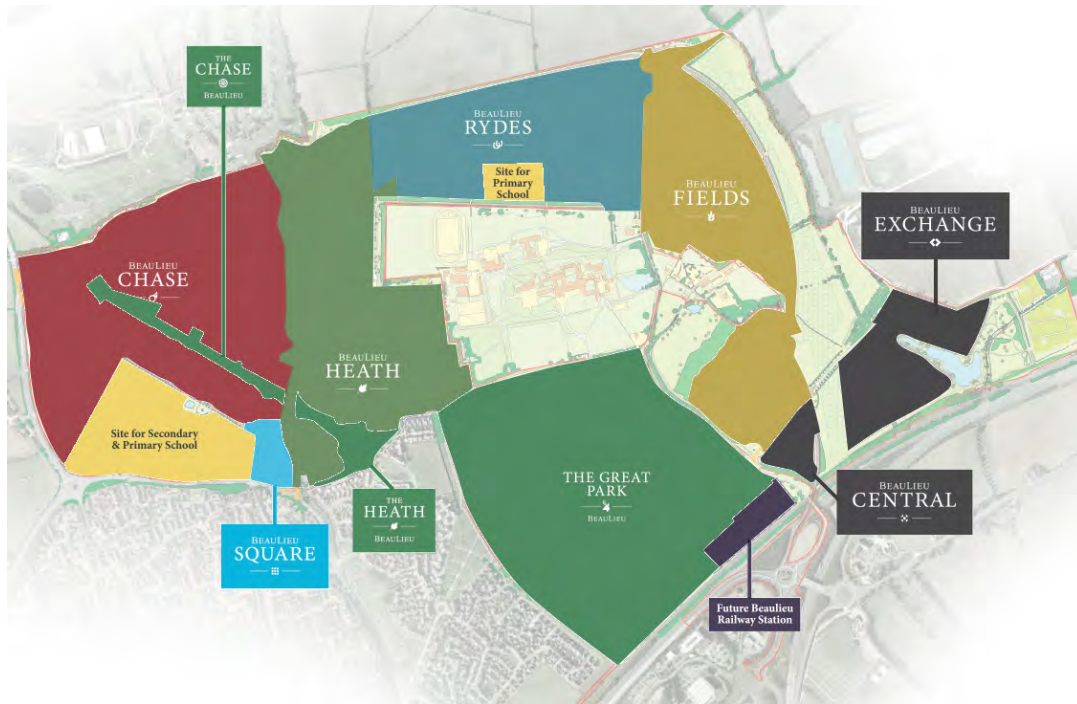 THE
CHASE
BEAULIEU
BEAULIEU
RYDES
Site for
Primary
School
BEAULIEU
FIELDS
BEAULIEU
EXCHANGE
BEAULIEU
CHASE
BEAULIEU
HEATH
Site for Secondary
& Primary School
THE GREAT
PARK
BEAULIEU
BEAULIEU
CENTRAL
THE
HEATH
BEAULIEU
BEAULIEU
SQUARE
Future Beaulieu
Railway Station